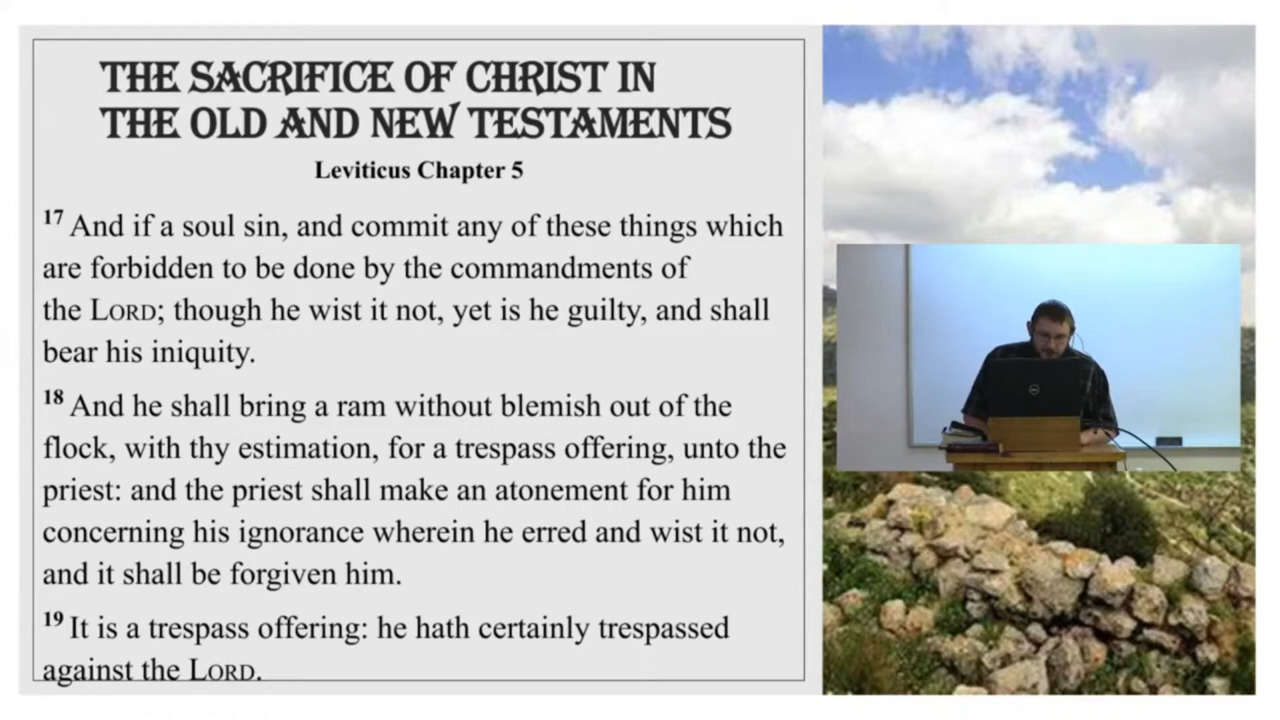 THE SACRIFICE OF CHRIST IN
THE OLD AND NEW TESTAMENTS
Leviticus Chapter 5
17 And if a soul sin, and commit any of these things which
are forbidden to be done by the commandments of
the LORD; though he wist it not, yet is he guilty, and shall
bear his iniquity.
18 And he shall bring a ram without blemish out of the
flock, with thy estimation, for a trespass offering, unto the
priest: and the priest shall make an atonement for him
concerning his ignorance wherein he erred and wist it not,
and it shall be forgiven him.
19 It is a trespass offering: he hath certainly trespassed
against the LORD.